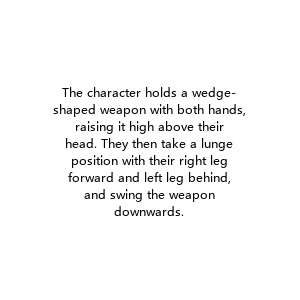 The character holds a wedge-
shaped weapon with both hands,
raising it high above their
head. They then take a lunge
position with their right leg
forward and left leg behind,
and swing the weapon
downwards.